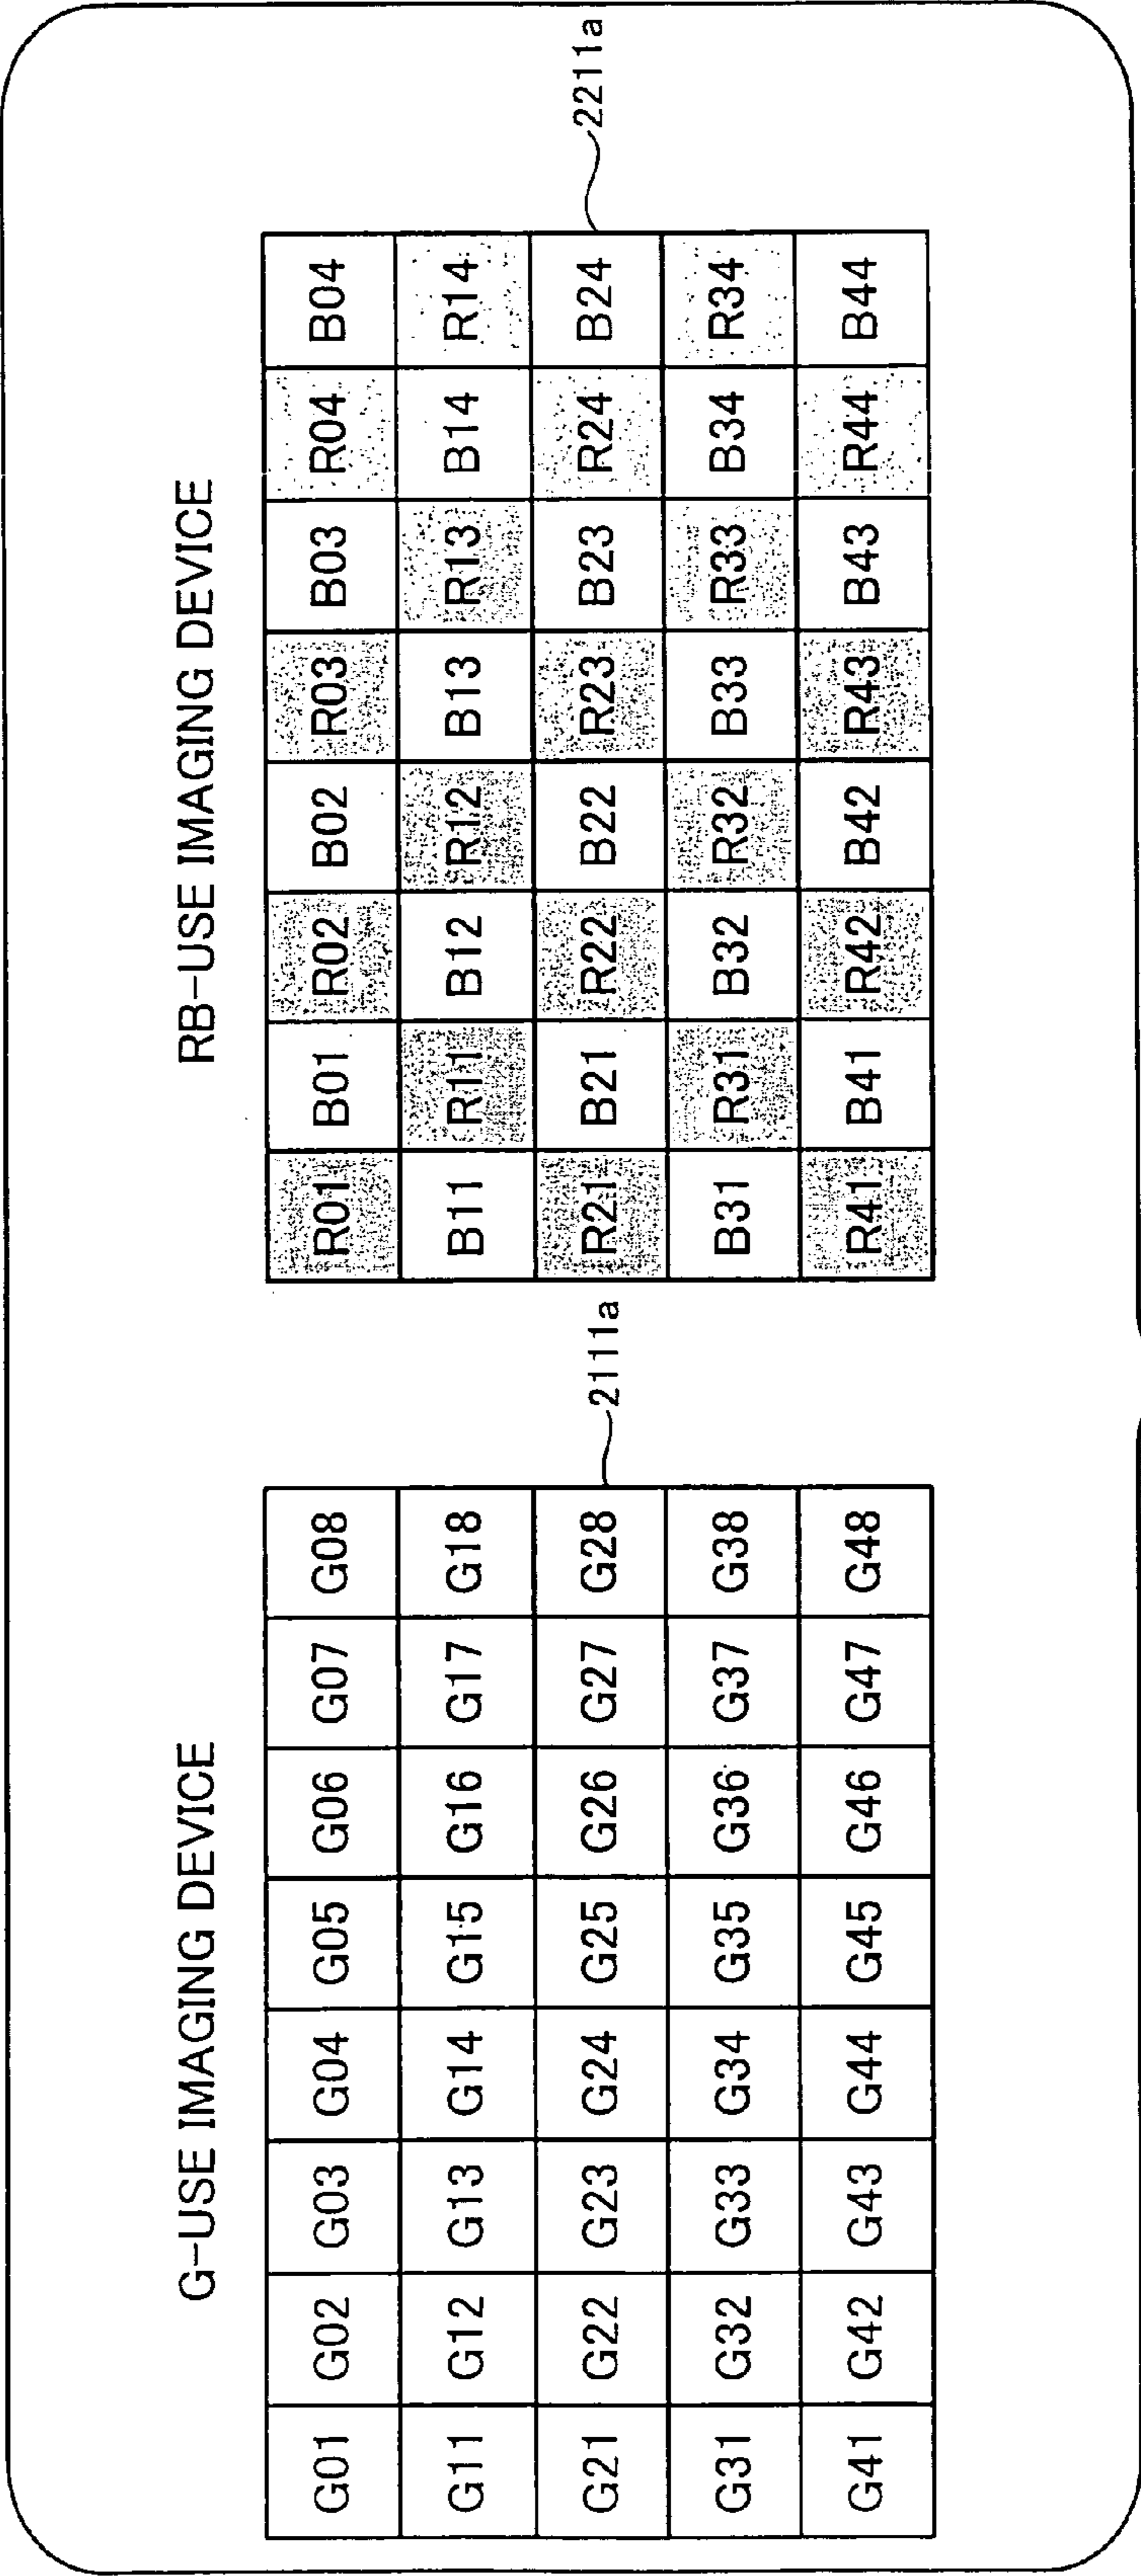 G-USE IMAGING DEVICE
G01 G02 G03 G04 G05 G06 G07 G08
G11 G12 G13 G14 G15 G16 G17 G18
G21 G22 G23 G24 G25 G26 G27 G28
G31 G32 G33 G34 G35 G36 G37 G38
G41 G42 G43 G44 G45 G46 G47 G48
2111a
RB-USE IMAGING DEVICE
R01 B01 R02 B02 R03 B03 R04 B04
B11 R11 B12 R12 B13 R13 B14 R14
R21 B21 R22 B22 R23 B23 R24 B24
B31 R31 B32 R32 B33 R33 B34 R34
R41 B41 R42 B42 R43 B43 R44 B44
2211a